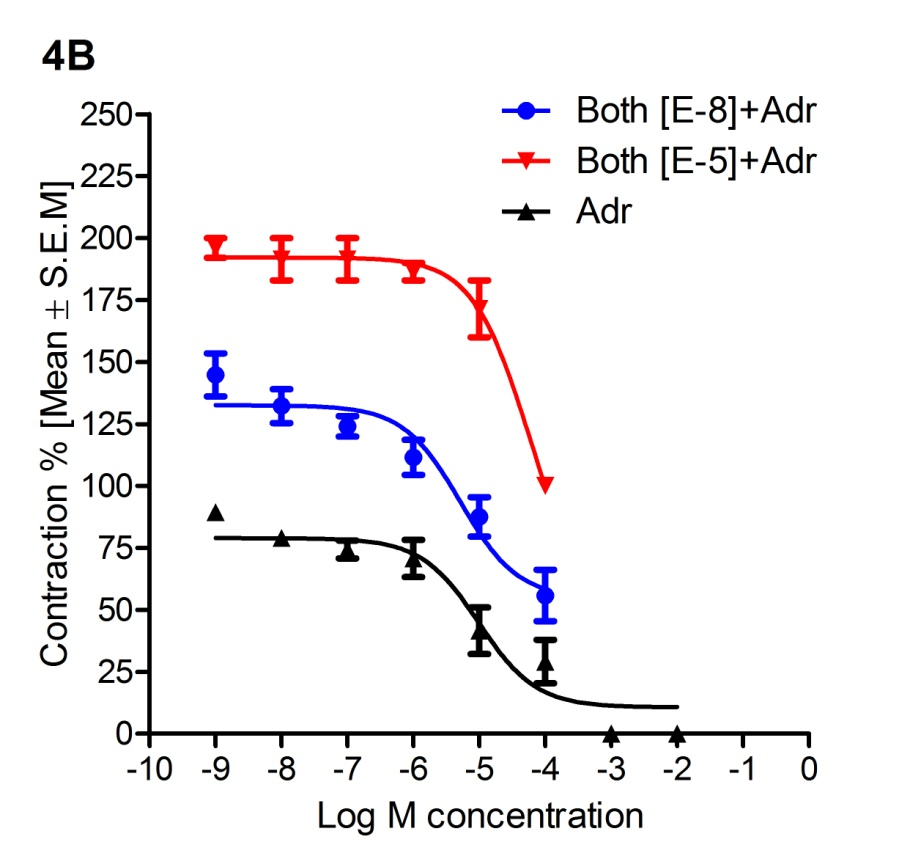 4B
Both [E-8]+Adr
Both [E-5]+Adr
Adr
Contraction % [Mean ± S.E.M]
250
225
200
175
150
125
100
75
50
25
0
-10 -9 -8 -7 -6 -5 -4 -3 -2 -1 0
Log M concentration